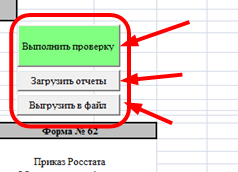 Выполнить проверку
Загрузить отчеты
Выгрузить в файл
Форма № 62
Приказ Росстата